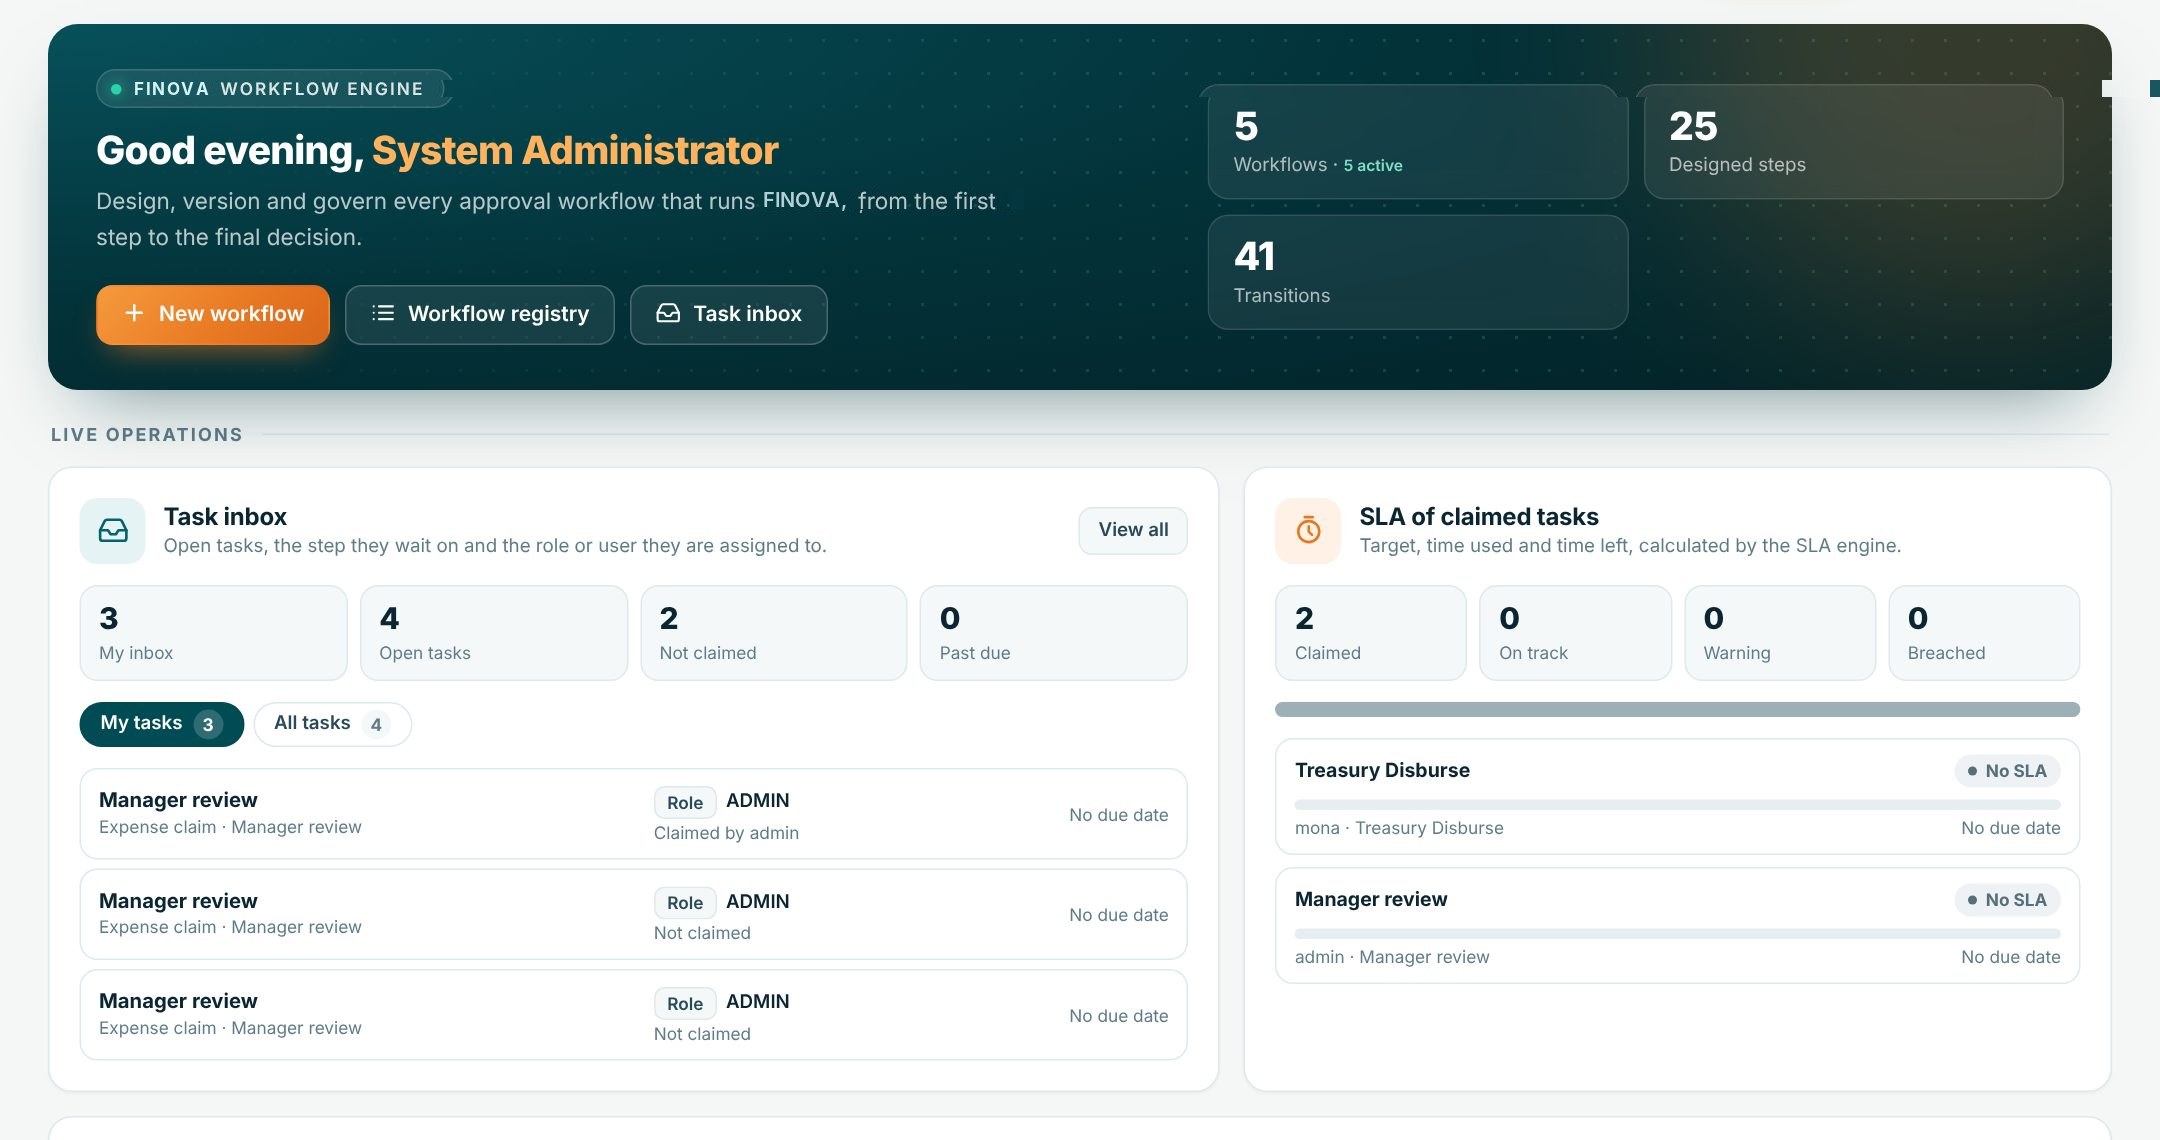 FINOVA WORKFLOW ENGINE
Good evening, System Administrator
Design, version and govern every approval workflow that runs FINOVA, from the first
step to the final decision.
New workflow
Workflow registry
Task inbox
5
Workflows · 5 active
25
Designed steps
41
Transitions
LIVE OPERATIONS
Task inbox
Open tasks, the step they wait on and the role or user they are assigned to.
View all
3
My inbox
4
Open tasks
2
Not claimed
0
Past due
My tasks 3
All tasks 4
Manager review
Expense claim · Manager review
Role ADMIN
Claimed by admin
No due date
Manager review
Expense claim · Manager review
Role ADMIN
Not claimed
No due date
Manager review
Expense claim · Manager review
Role ADMIN
Not claimed
No due date
SLA of claimed tasks
Target, time used and time left, calculated by the SLA engine.
2
Claimed
0
On track
0
Warning
0
Breached
Treasury Disburse
No SLA
mona · Treasury Disburse
No due date
Manager review
No SLA
admin · Manager review
No due date